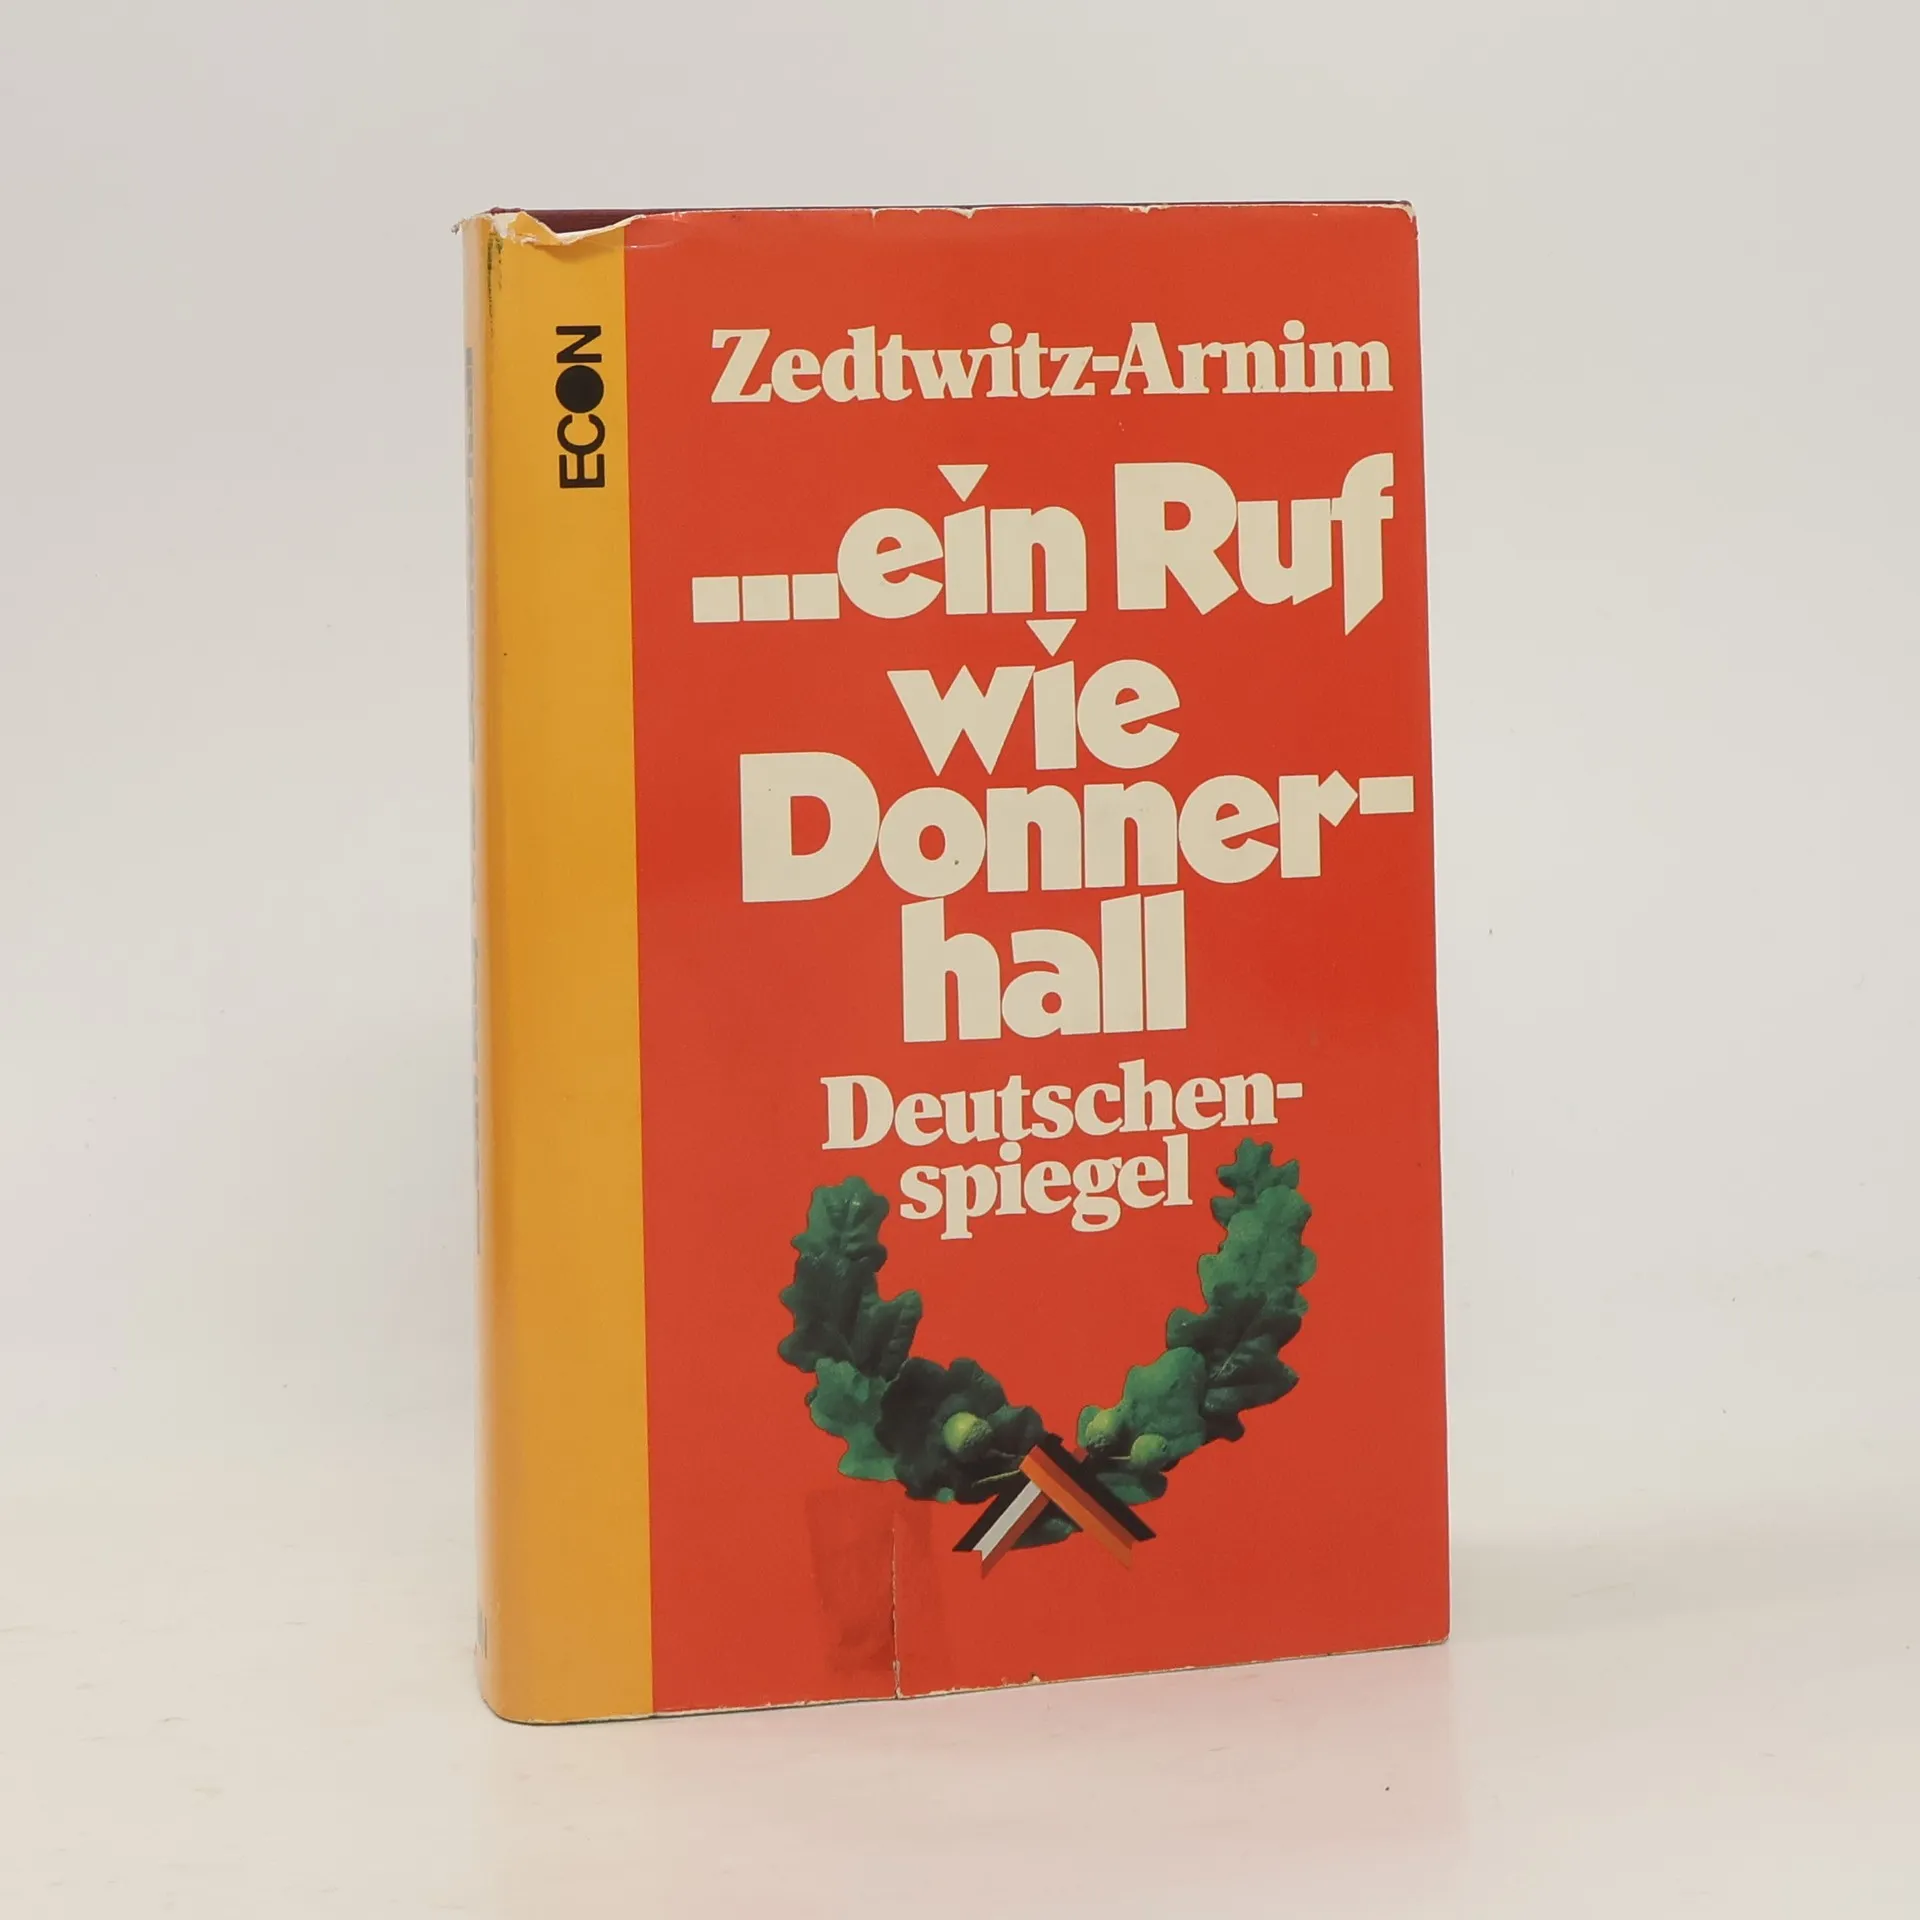 ECON
Zedtwitz-Arnim
...ein Ruf
wie
Donner-
hall
Deutschen-
spiegel